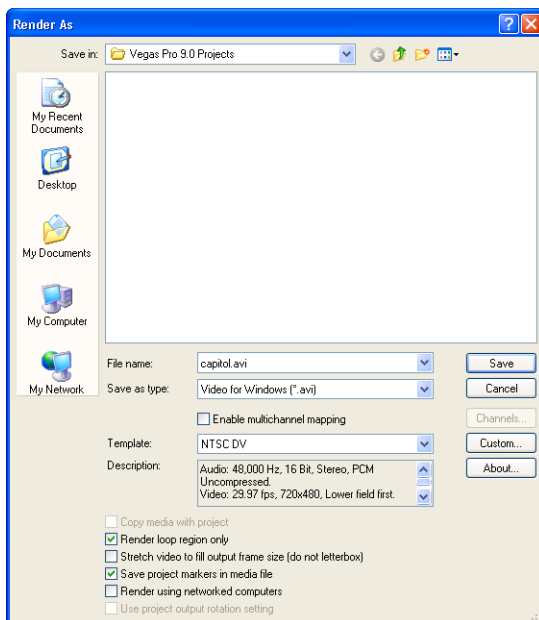 Render As
Save in: Vegas Pro 9.0 Projects
My Recent
Documents
Desktop
My Documents
My Computer
My Network
File name: capitol.avi Save
Save as type: Video for Windows (*.avi) Cancel
Enable multichannel mapping Channels...
Template: NTSC DV Custom...
Description: Audio: 48,000 Hz, 16 Bit, Stereo, PCM About...
Uncompressed.
Video: 29.97 fps, 720x480, Lower field first.
Copy media with project
Render loop region only
Stretch video to fill output frame size (do not letterbox)
Save project markers in media file
Render using networked computers
Use project output rotation setting